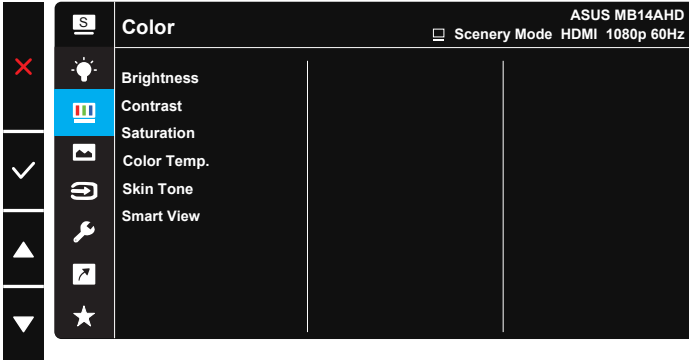 S
Color
ASUS MB14AHD
Scenery Mode HDMI 1080p 60Hz
Brightness
Contrast
Saturation
Color Temp.
Skin Tone
Smart View